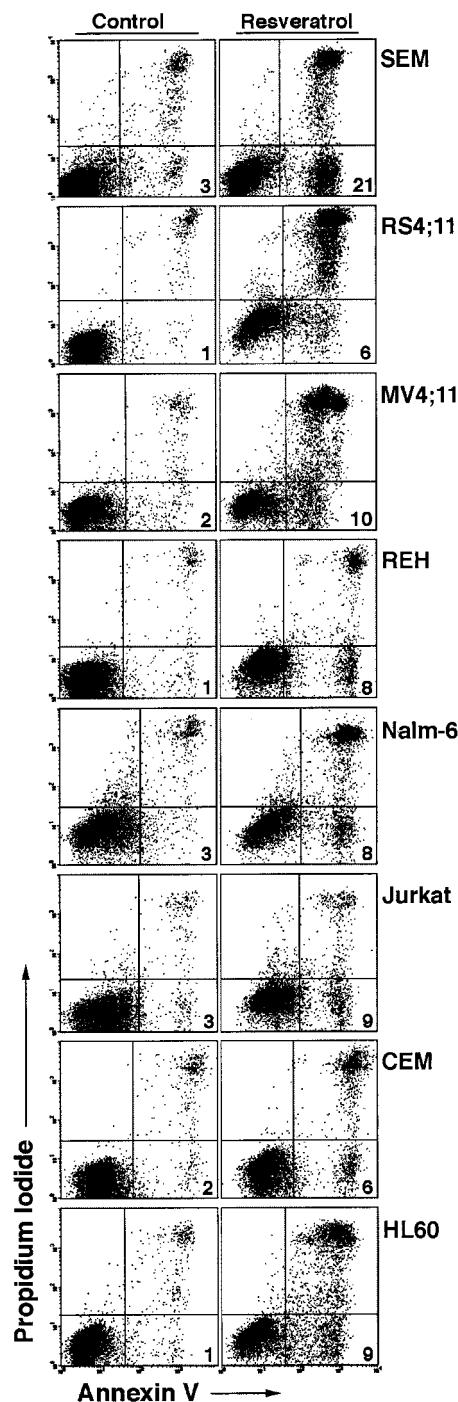 Control Resveratrol
SEM
3 21
RS4;11
1 6
MV4;11
2 10
REH
1 8
Nalm-6
3 8
Jurkat
3 9
CEM
2 6
HL60
1 9
Propidium Iodide
Annexin V